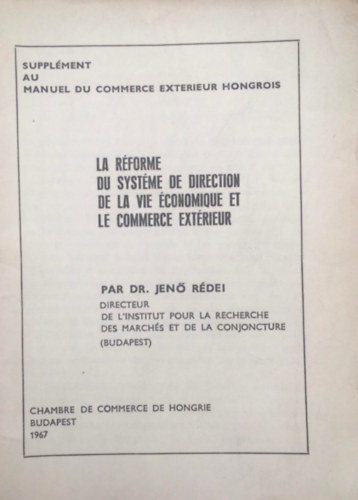 SUPPLÉMENT
AU
MANUEL DU COMMERCE EXTERIEUR HONGROIS
LA RÉFORME
DU SYSTÉME DE DIRECTION
DE LA VIE ÉCONOMIQUE ET
LE COMMERCE EXTÉRIEUR
PAR DR. JENŐ RÉDEI
DIRECTEUR
DE L'INSTITUT POUR LA RECHERCHE
DES MARCHÉS ET DE LA CONJONCTURE
(BUDAPEST)
CHAMBRE DE COMMERCE DE HONGRIE
BUDAPEST
1967